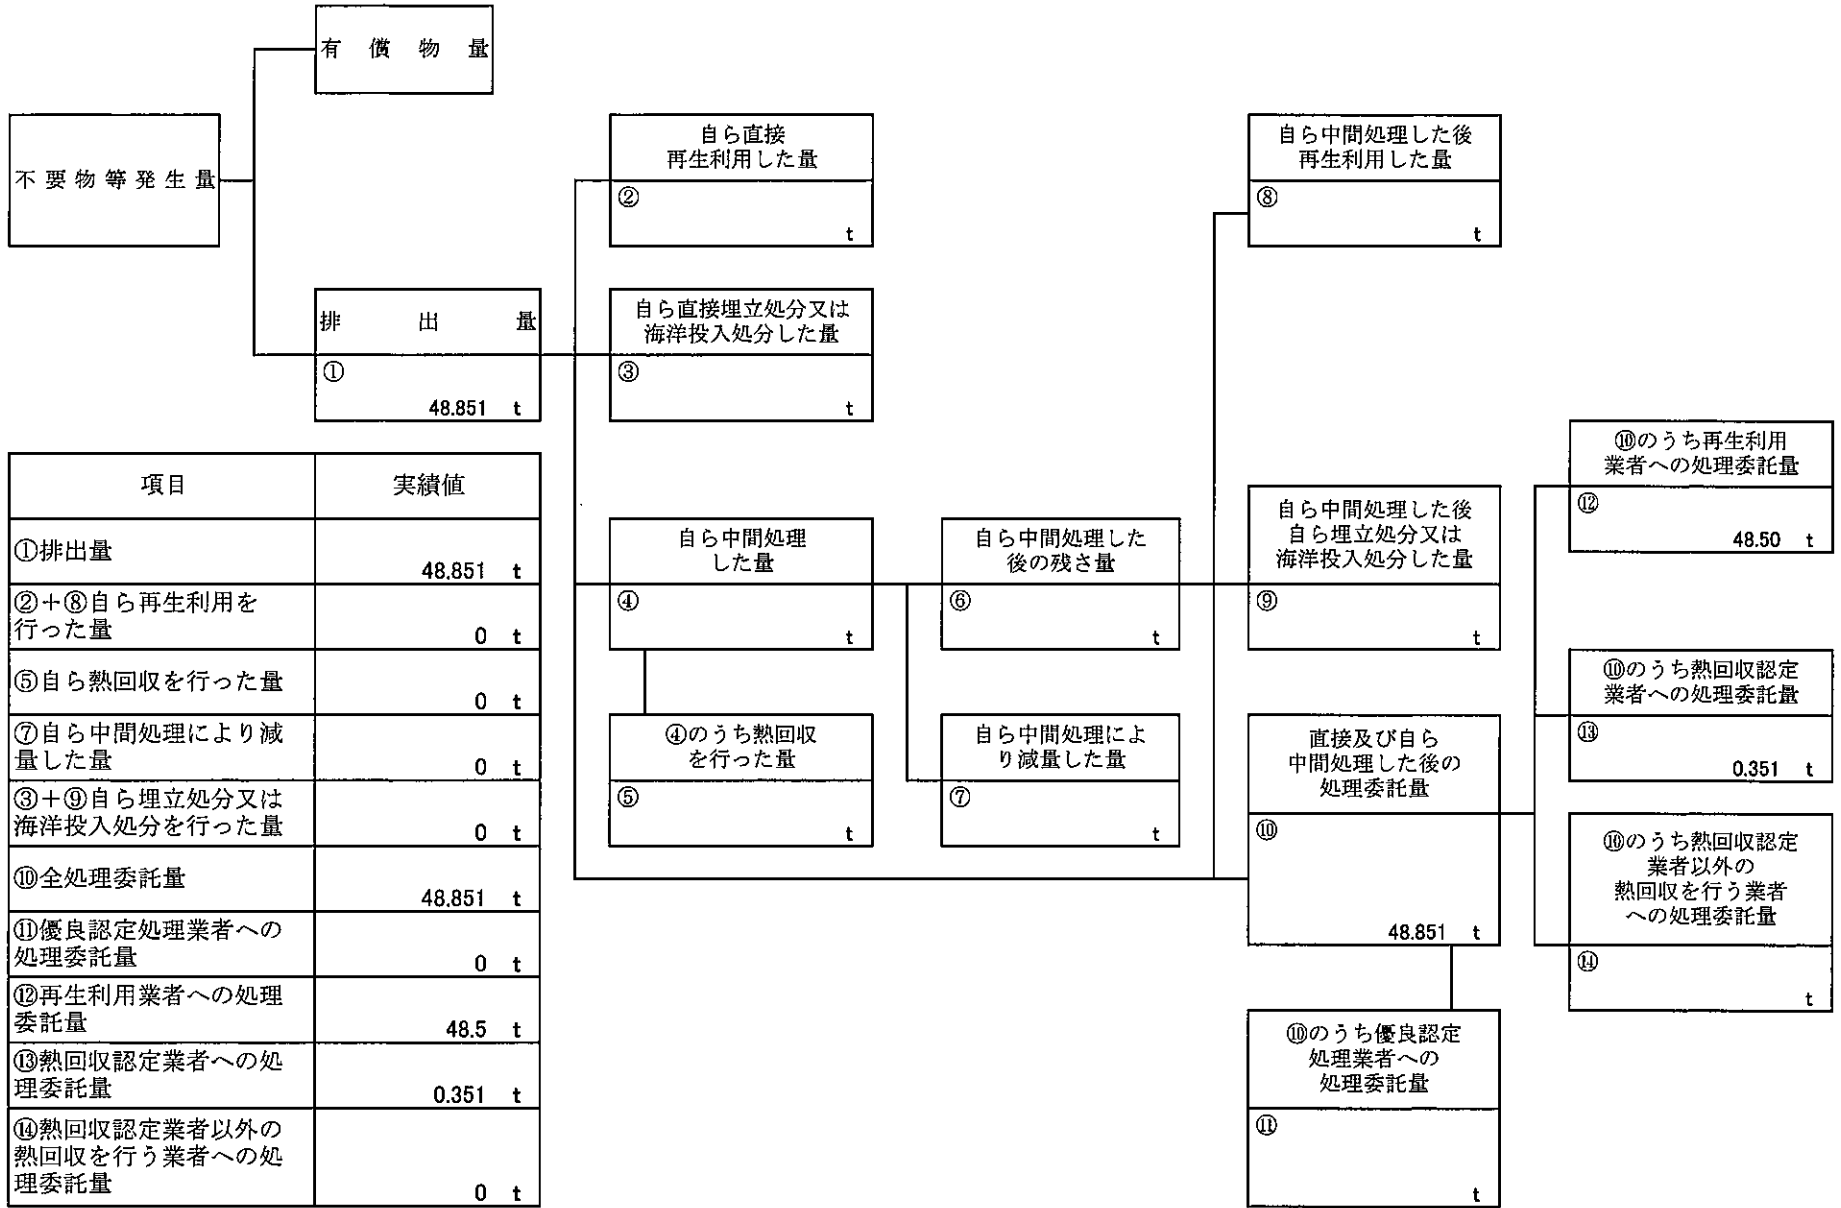 有償物量
不要物等発生量
自ら直接
再生利用した量
②
t
自ら中間処理した後
再生利用した量
⑧
t
排出量
①
48.851 t
自ら直接埋立処分又は
海洋投入処分した量
③
t
項目 実績値
①排出量
48.851 t
②+⑧自ら再生利用を
行った量
0 t
⑤自ら熱回収を行った量
0 t
⑦自ら中間処理により減
量した量
0 t
③+⑨自ら埋立処分又は
海洋投入処分を行った量
0 t
⑩全処理委託量
48.851 t
⑪優良認定処理業者への
処理委託量
0 t
⑫再生利用業者への処理
委託量
48.5 t
⑬熱回収認定業者への処
理委託量
0.351 t
⑭熱回収認定業者以外の
熱回収を行う業者への処
理委託量
0 t
自ら中間処理
した量
④
t
④のうち熱回収
を行った量
⑤
t
自ら中間処理した
後の残さ量
⑥
t
自ら中間処理によ
り減量した量
⑦
t
自ら中間処理した後
自ら埋立処分又は
海洋投入処分した量
⑨
t
直接及び自ら
中間処理した後の
処理委託量
⑩
48.851 t
⑩のうち優良認定
処理業者への
処理委託量
⑪
t
⑩のうち再生利用
業者への処理委託量
⑫
48.50 t
⑩のうち熱回収認定
業者への処理委託量
⑬
0.351 t
⑩のうち熱回収認定
業者以外の
熱回収を行う業者
への処理委託量
⑭
t